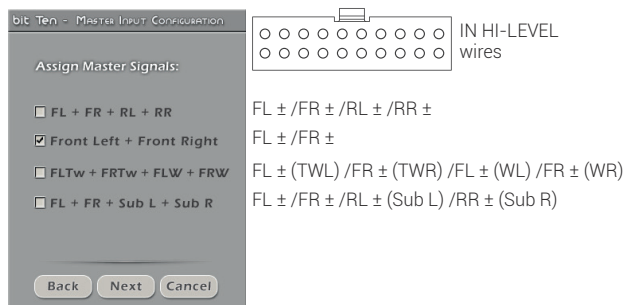 bit Ten - Master Input Configuration
IN HI-LEVEL
wires
Assign Master Signals:
FL + FR + RL + RR
FL ± /FR ± /RL ± /RR ±
Front Left + Front Right
FL ± /FR ±
FLTw + FRTw + FLW + FRW
FL ± (TWL) /FR ± (TWR) /FL ± (WL) /FR ± (WR)
FL + FR + Sub L + Sub R
FL ± /FR ± /RL ± (Sub L) /RR ± (Sub R)
Back Next Cancel